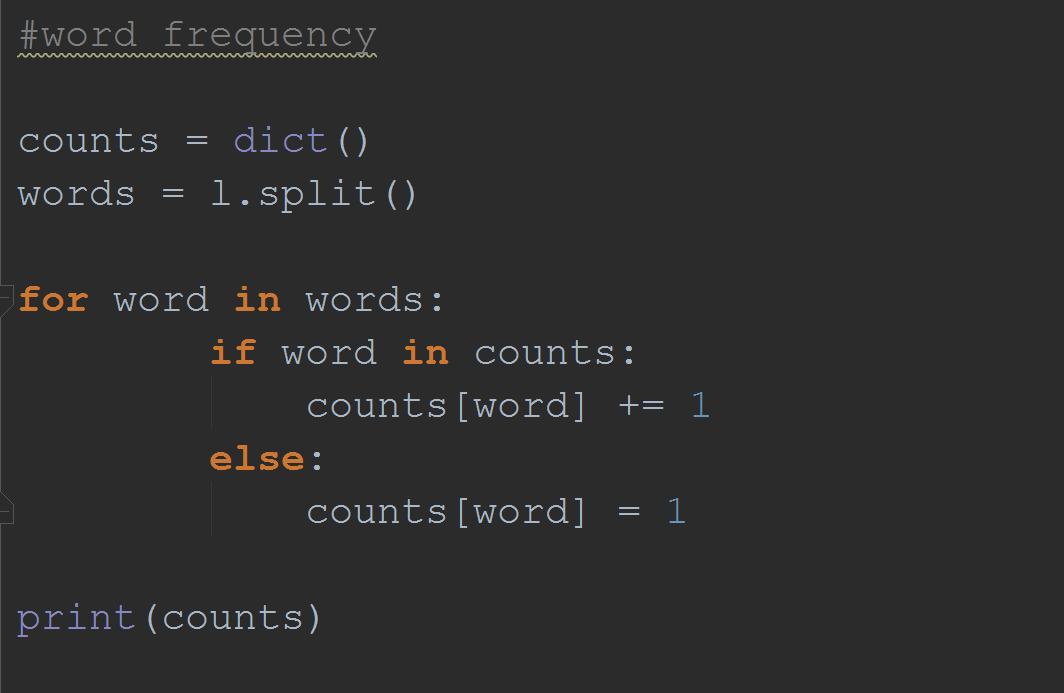 #word frequency
counts = dict()
words = l.split()
for word in words:
        if word in counts:
            counts[word] += 1
        else:
            counts[word] = 1
print(counts)